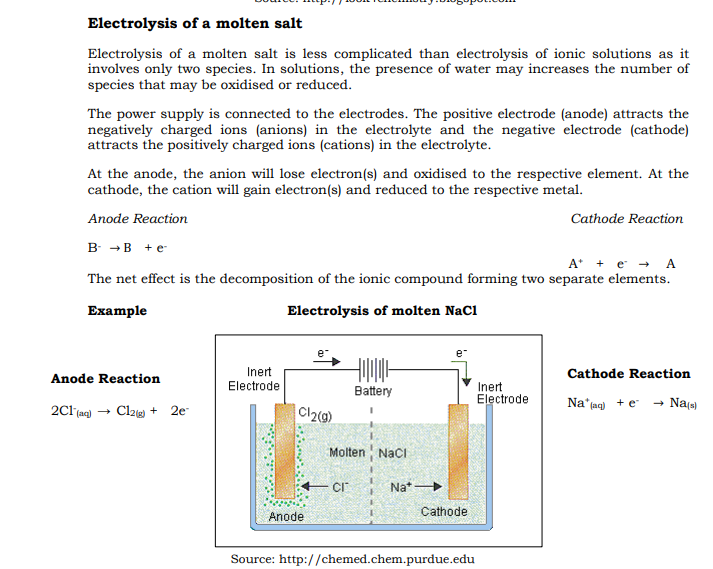 Electrolysis of a molten salt
Electrolysis of a molten salt is less complicated than electrolysis of ionic solutions as it
involves only two species. In solutions, the presence of water may increases the number of
species that may be oxidised or reduced.
The power supply is connected to the electrodes. The positive electrode (anode) attracts the
negatively charged ions (anions) in the electrolyte and the negative electrode (cathode)
attracts the positively charged ions (cations) in the electrolyte.
At the anode, the anion will lose electron(s) and oxidised to the respective element. At the
cathode, the cation will gain electron(s) and reduced to the respective metal.
Anode Reaction
Cathode Reaction
B⁻ → B + e⁻
A⁺ + e⁻ → A
The net effect is the decomposition of the ionic compound forming two separate elements.
Example
Electrolysis of molten NaCl
Anode Reaction
2Cl⁻(aq) → Cl2(g) + 2e⁻
e⁻
e⁻
Inert
Electrode
Battery
Inert
Electrode
Cl2(g)
Molten NaCl
Cl⁻
Na⁺
Anode
Cathode
Cathode Reaction
Na⁺(aq) + e⁻ → Na(s)
Source: http://chemed.chem.purdue.edu